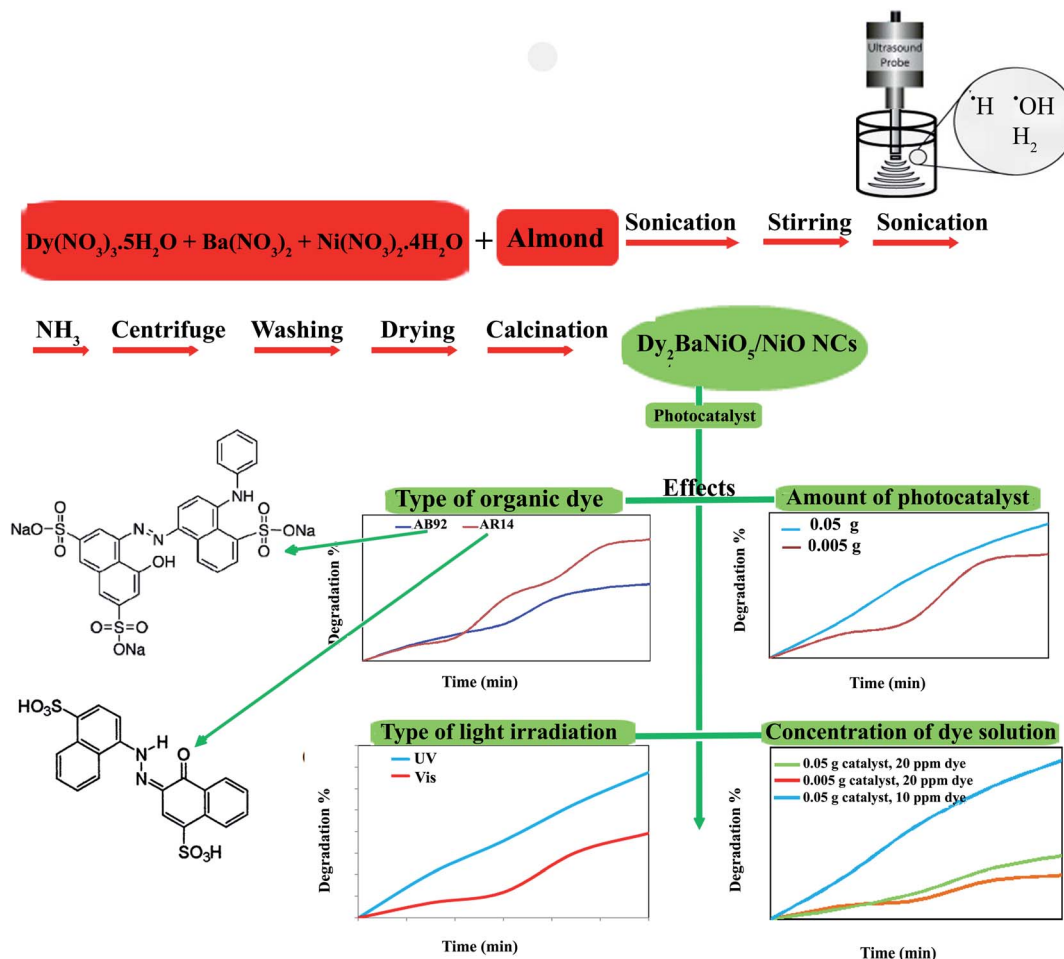 Ultrasound
Probe
•H •OH
H2
Dy(NO3)3.5H2O + Ba(NO3)2 + Ni(NO3)2.4H2O + Almond
Sonication Stirring Sonication
NH3 Centrifuge Washing Drying Calcination
Dy2BaNiO5/NiO NCs
Photocatalyst
Effects
Type of organic dye
AB92 AR14
Degradation %
Time (min)
Amount of photocatalyst
0.05 g
0.005 g
Degradation %
Time (min)
NH
O
NaO S
O
N
N
O
S ONa
O
OH
O S O
ONa
HO3S
N H
O
N
SO3H
Type of light irradiation
UV
Vis
Degradation %
Time (min)
Concentration of dye solution
0.05 g catalyst, 20 ppm dye
0.005 g catalyst, 20 ppm dye
0.05 g catalyst, 10 ppm dye
Degradation %
Time (min)